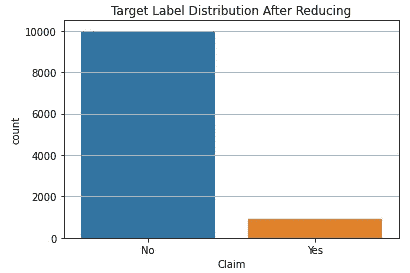 Target Label Distribution After Reducing
10000
8000
6000
4000
2000
0
count
No
Yes
Claim